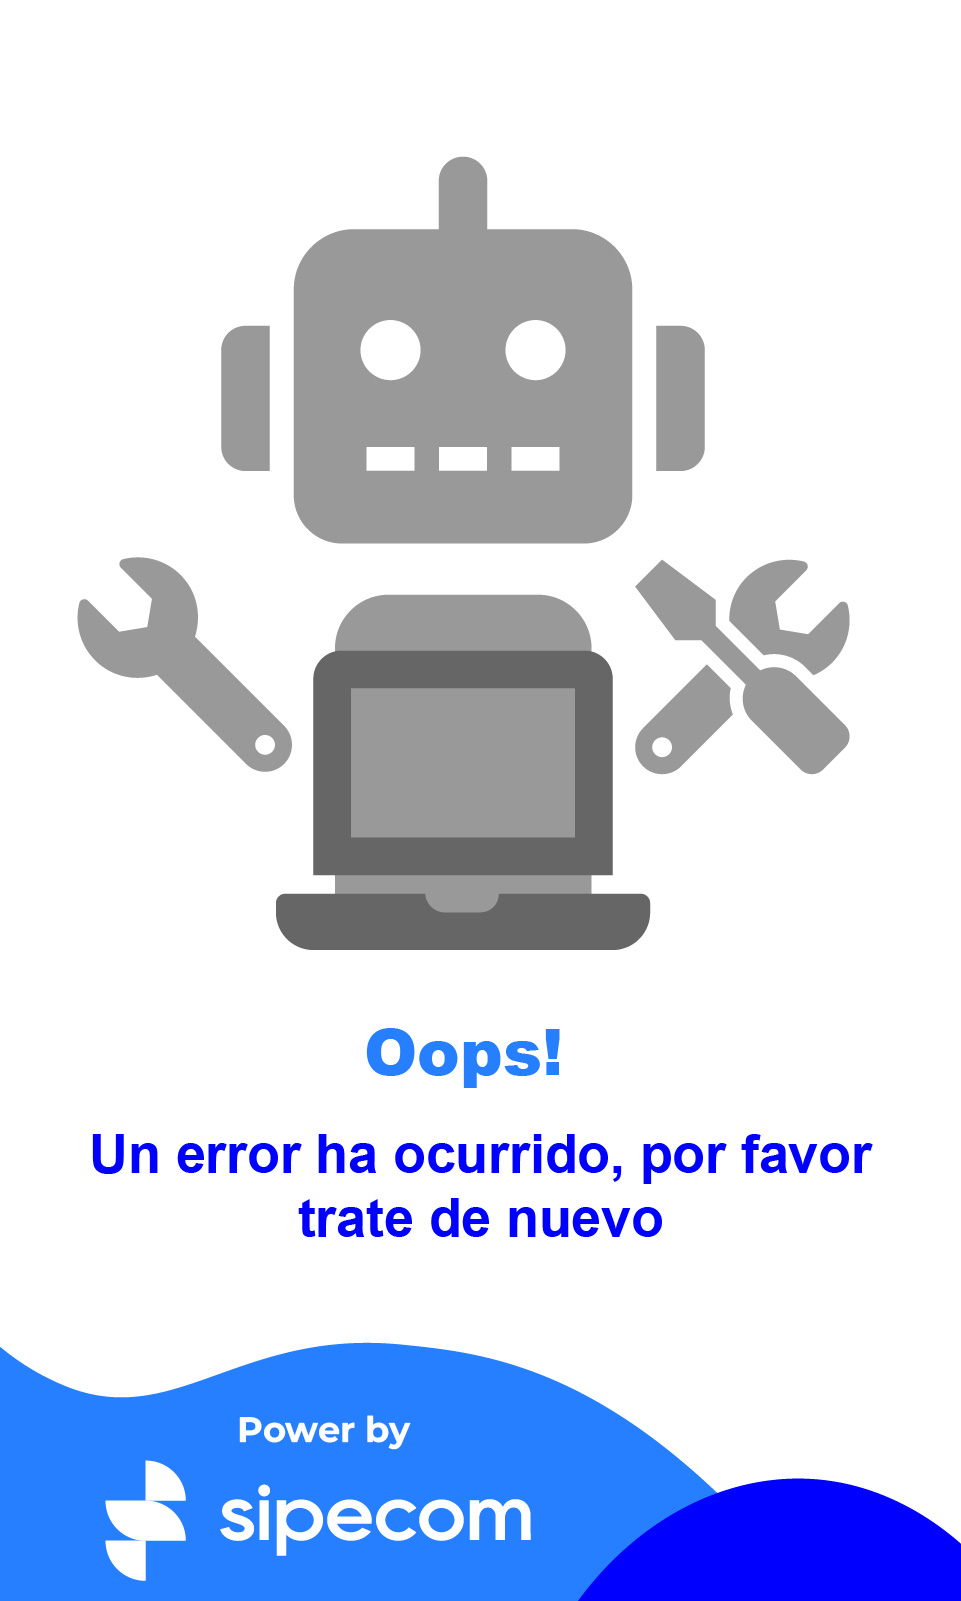 Oops!
Un error ha ocurrido, por favor
trate de nuevo
Power by
sipecom